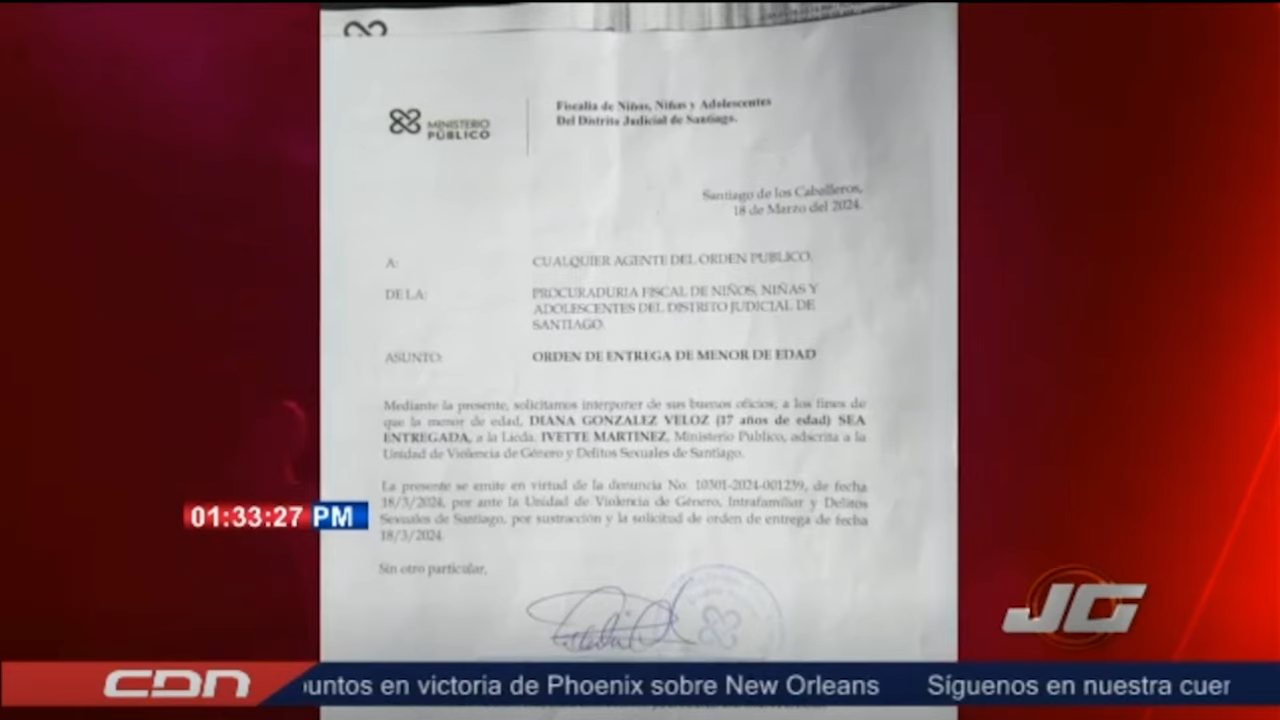 MINISTERIO
PÚBLICO
Fiscalía de Niños, Niñas y Adolescentes
Del Distrito Judicial de Santiago.
Santiago de los Caballeros,
18 de Marzo del 2024.
A:
CUALQUIER AGENTE DEL ORDEN PUBLICO.
DE LA:
PROCURADURIA FISCAL DE NIÑOS, NIÑAS Y
ADOLESCENTES DEL DISTRITO JUDICIAL DE
SANTIAGO.
ASUNTO:
ORDEN DE ENTREGA DE MENOR DE EDAD
Mediante la presente, solicitamos interponer de sus buenos oficios; a los fines de
que la menor de edad, DIANA GONZALEZ VELOZ (17 años de edad) SEA
ENTREGADA, a la Licda. IVETTE MARTINEZ, Ministerio Publico, adscrita a la
Unidad de Violencia de Género y Delitos Sexuales de Santiago.
La presente se emite en virtud de la denuncia No. 10301-2024-001239, de fecha
18/3/2024, por ante la Unidad de Violencia de Género, Intrafamiliar y Delitos
Sexuales de Santiago, por sustracción y la solicitud de orden de entrega de fecha
18/3/2024.
Sin otro particular,
01:33:27 PM
JG
CDN
puntos en victoria de Phoenix sobre New Orleans Síguenos en nuestra cuer